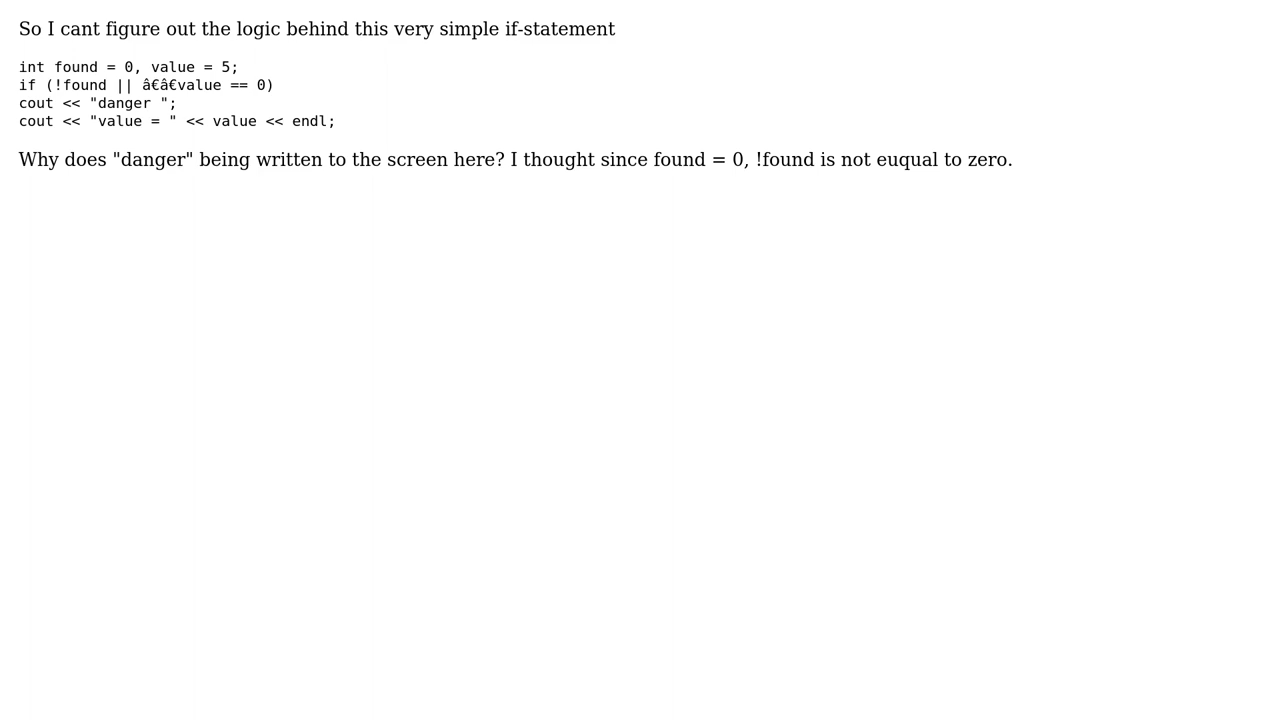 So I cant figure out the logic behind this very simple if-statement
int found = 0, value = 5;
if (!found || â€â€value == 0)
cout << "danger ";
cout << "value = " << value << endl;
Why does "danger" being written to the screen here? I thought since found = 0, !found is not euqual to zero.